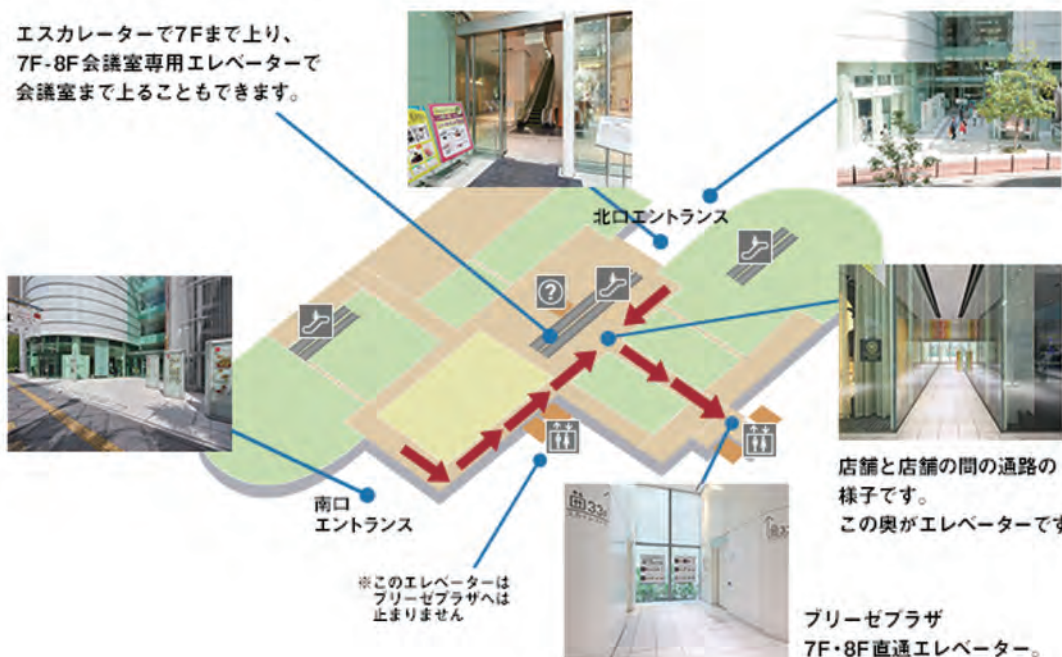 エスカレーターで7Fまで上り、
7F-8F会議室専用エレベーターで
会議室まで上ることもできます。
北口エントランス
?
南口
エントランス
※このエレベーターは
ブリーゼプラザへは
止まりません
33
店舗と店舗の間の通路の
様子です。
この奥がエレベーターです
ブリーゼプラザ
7F・8F直通エレベーター。